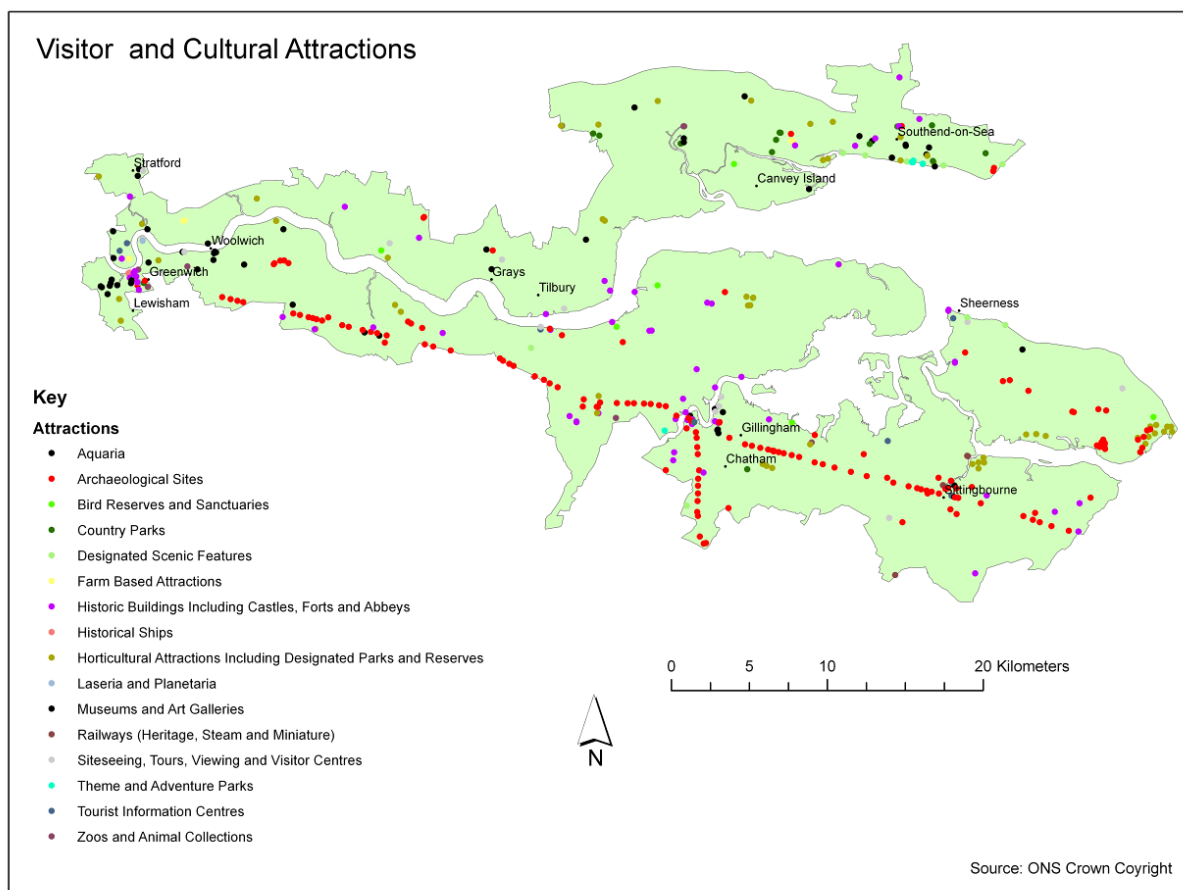 Visitor and Cultural Attractions
Southend-on-Sea
Stratford
Canvey Island
Woolwich
Greenwich
Grays
Tilbury
Lewisham
Sheerness
Gillingham
Chatham
Sittingbourne
Key
Attractions
Aquaria
Archaeological Sites
Bird Reserves and Sanctuaries
Country Parks
Designated Scenic Features
Farm Based Attractions
Historic Buildings Including Castles, Forts and Abbeys
Historical Ships
Horticultural Attractions Including Designated Parks and Reserves
Laseria and Planetaria
Museums and Art Galleries
Railways (Heritage, Steam and Miniature)
Siteseeing, Tours, Viewing and Visitor Centres
Theme and Adventure Parks
Tourist Information Centres
Zoos and Animal Collections
0 5 10 20 Kilometers
N
Source: ONS Crown Coyright